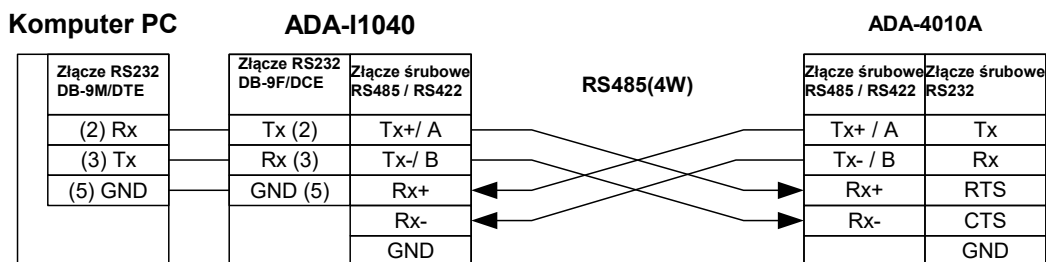 Komputer PC
ADA-I1040
ADA-4010A
RS485(4W)
Złącze RS232
DB-9M/DTE
Złącze RS232
DB-9F/DCE
Złącze śrubowe
RS485 / RS422
Złącze śrubowe
RS485 / RS422
Złącze śrubowe
RS232
(2) Rx
Tx (2)
Tx+/ A
Tx+ / A
Tx
(3) Tx
Rx (3)
Tx-/ B
Tx- / B
Rx
(5) GND
GND (5)
Rx+
Rx+
RTS
Rx-
Rx-
CTS
GND
GND